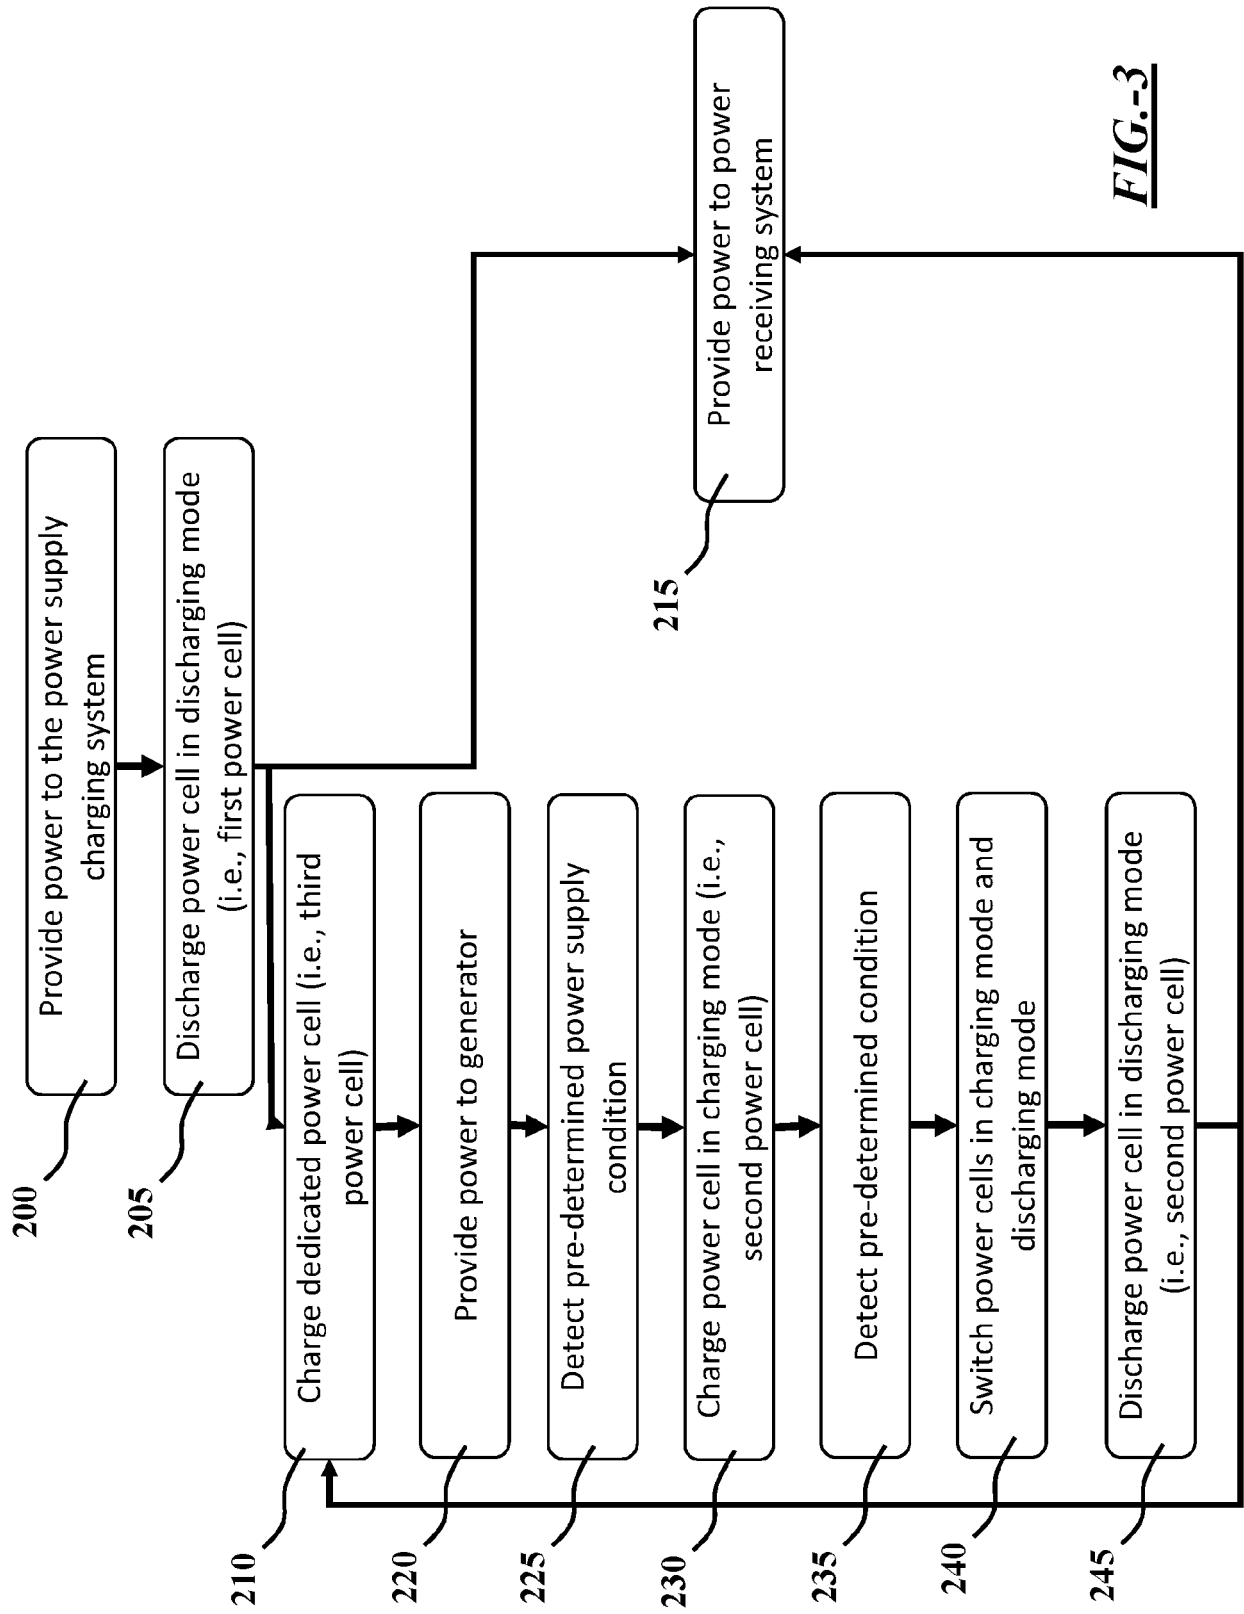 200
Provide power to the power supply
charging system
205
Discharge power cell in discharging mode
(i.e., first power cell)
210
Charge dedicated power cell (i.e., third
power cell)
215
Provide power to power
receiving system
220
Provide power to generator
225
Detect pre-determined power supply
condition
230
Charge power cell in charging mode (i.e.,
second power cell)
235
Detect pre-determined condition
240
Switch power cells in charging mode and
discharging mode
245
Discharge power cell in discharging mode
(i.e., second power cell)
FIG.-3